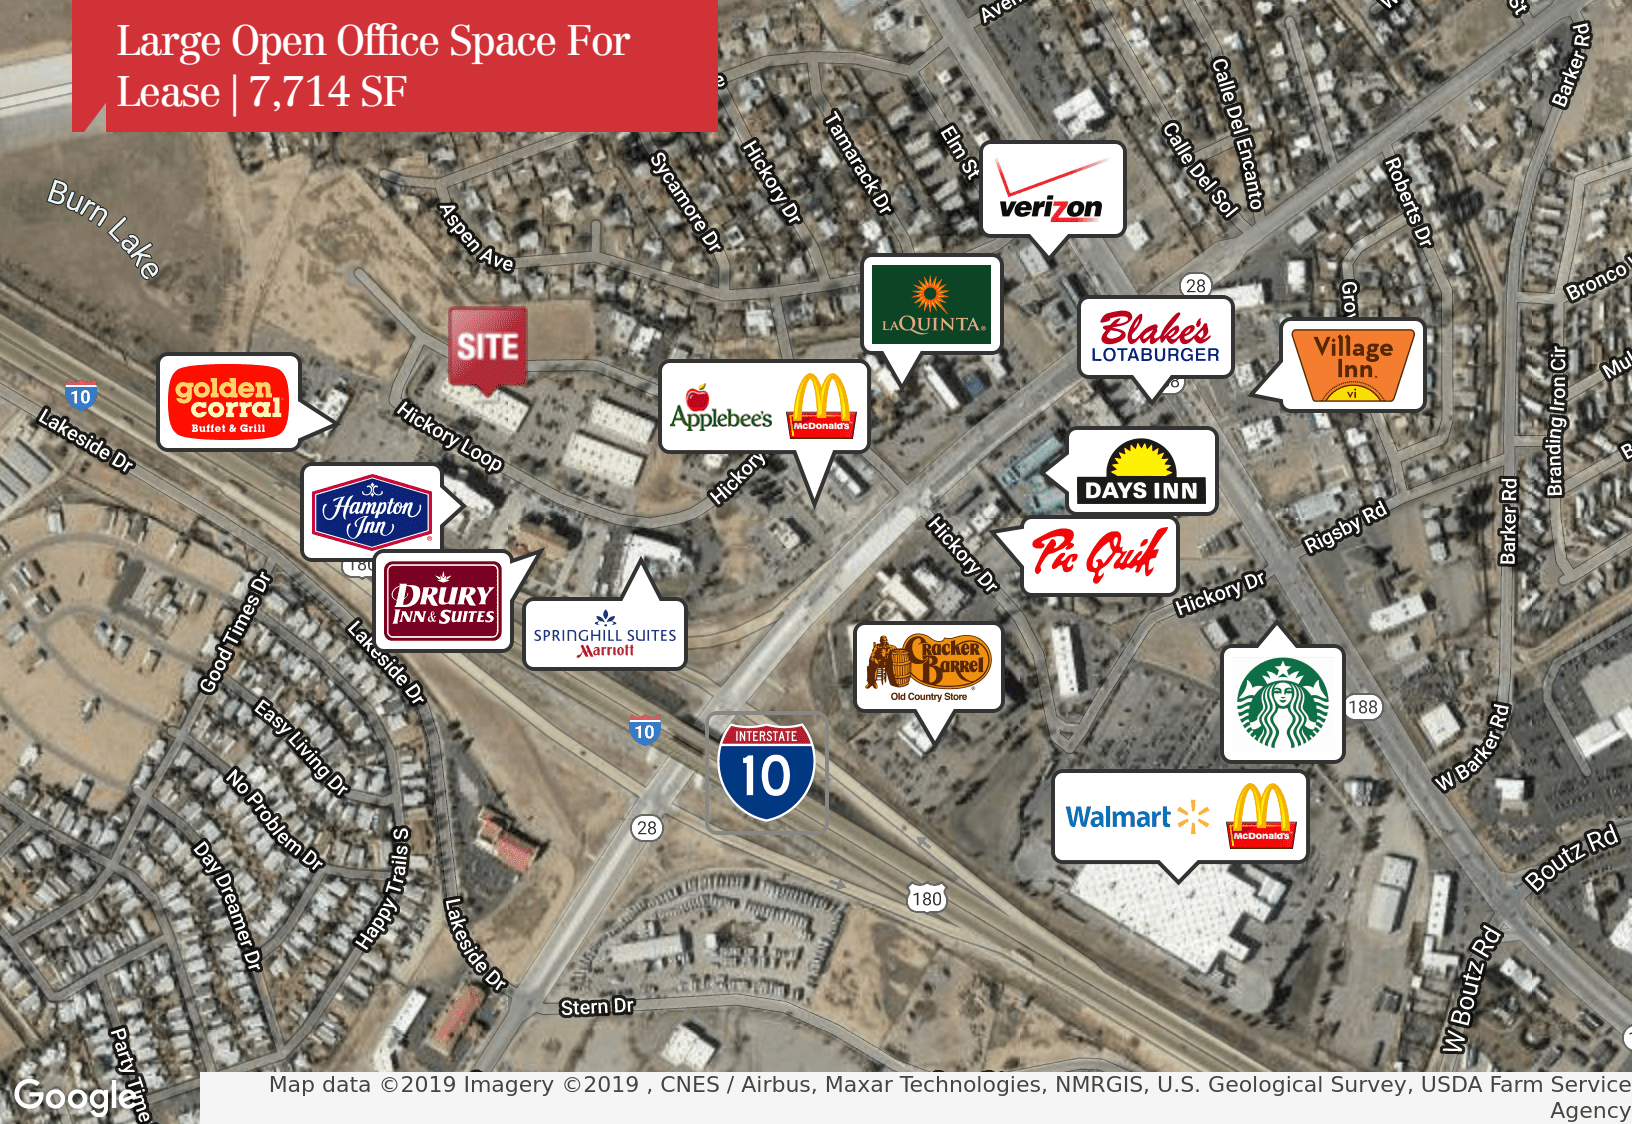 Large Open Office Space For
Lease | 7,714 SF
Barker Rd
Calle Del Encanto
Calle Del Sol
Elm St
Tamarack Dr
Hickory Dr
Sycamore Dr
Aspen Ave
Burn Lake
Roberts Dr
verizon
28
Bronco
LAQUINTA
Blake's
LOTABURGER
Village
Inn
vi
SITE
10
golden
corral
Buffet & Grill
Applebee's
McDonald's
Lakeside Dr
Hickory Loop
Hickory
Branding Iron Cir
DAYS INN
Hampton
Inn
Rigsby Rd
Barker Rd
Hickory Dr
Pic Quik
Hickory Dr
DRURY
INN & SUITES
SPRINGHILL SUITES
Marriott
Good Times Dr
Lakeside Dr
Cracker
Barrel
Old Country Store
188
Easy Living Dr
10
INTERSTATE
10
W Barker Rd
No Problem Dr
28
Walmart
McDonald's
Day Dreamer Dr
Happy Trails S
Boutz Rd
180
Lakeside Dr
W Boutz Rd
Stern Dr
Party Time
Google
Map data ©2019 Imagery ©2019 , CNES / Airbus, Maxar Technologies, NMRGIS, U.S. Geological Survey, USDA Farm Service
Agency